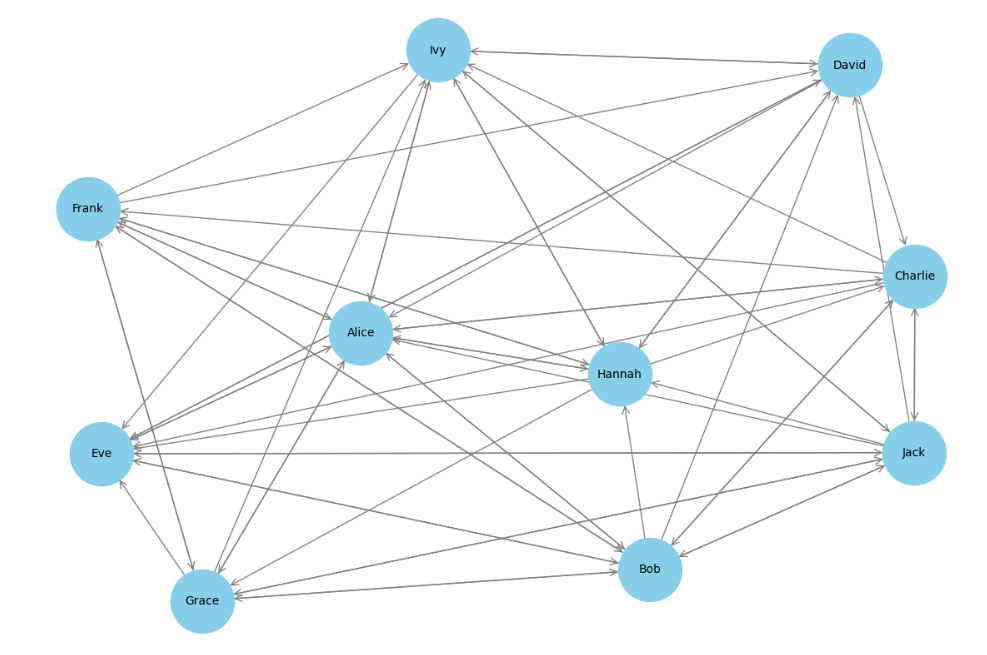 Ivy
David
Frank
Charlie
Alice
Hannah
Eve
Jack
Bob
Grace